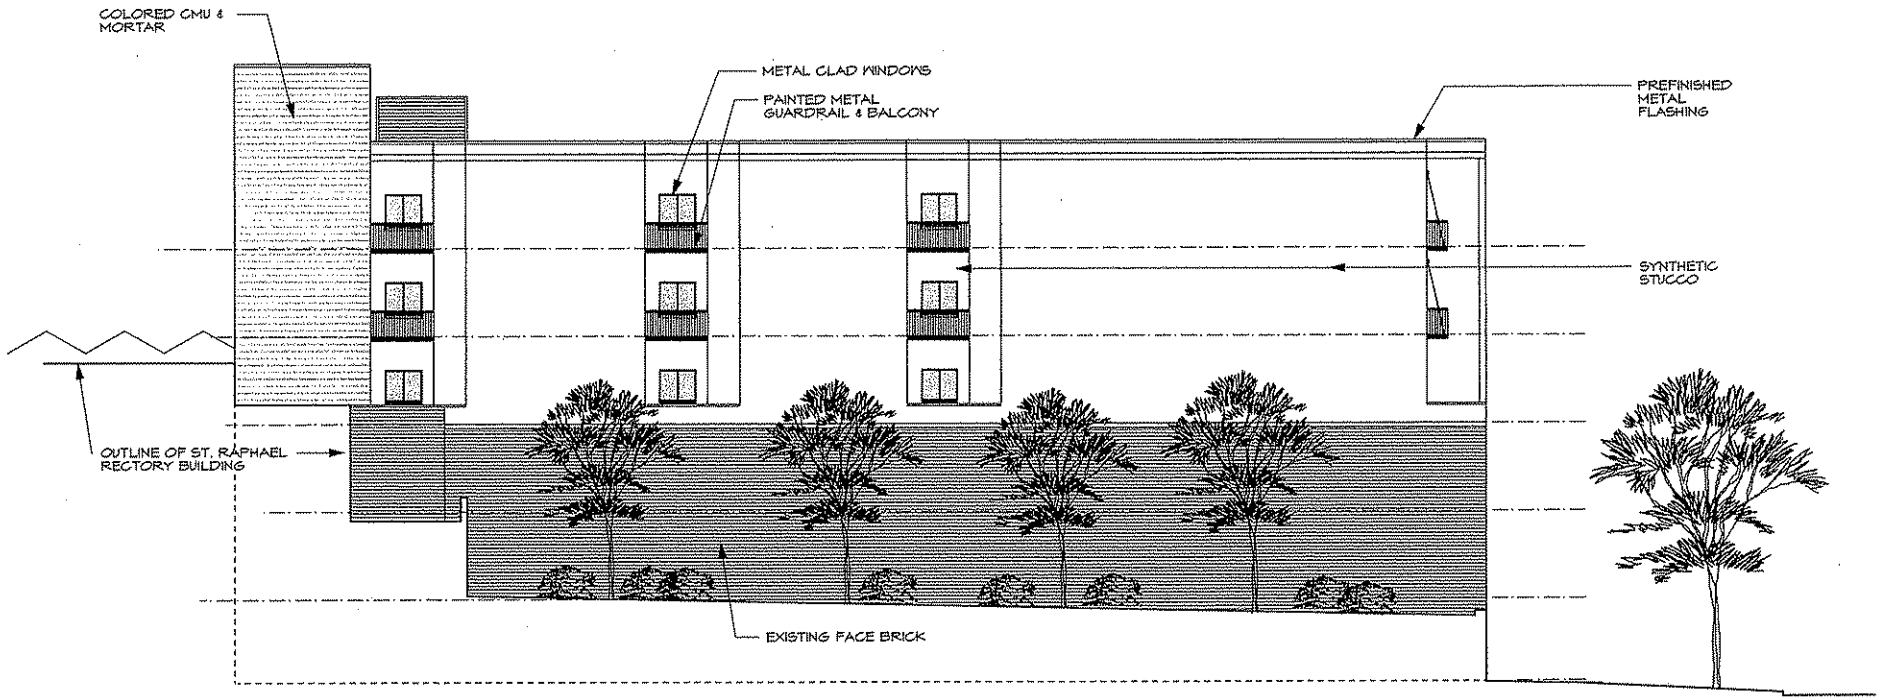 COLORED CMU &
MORTAR
METAL CLAD WINDOWS
PAINTED METAL
GUARDRAIL & BALCONY
PREFINISHED
METAL
FLASHING
SYNTHETIC
STUCCO
OUTLINE OF ST. RAPHAEL
RECTORY BUILDING
EXISTING FACE BRICK